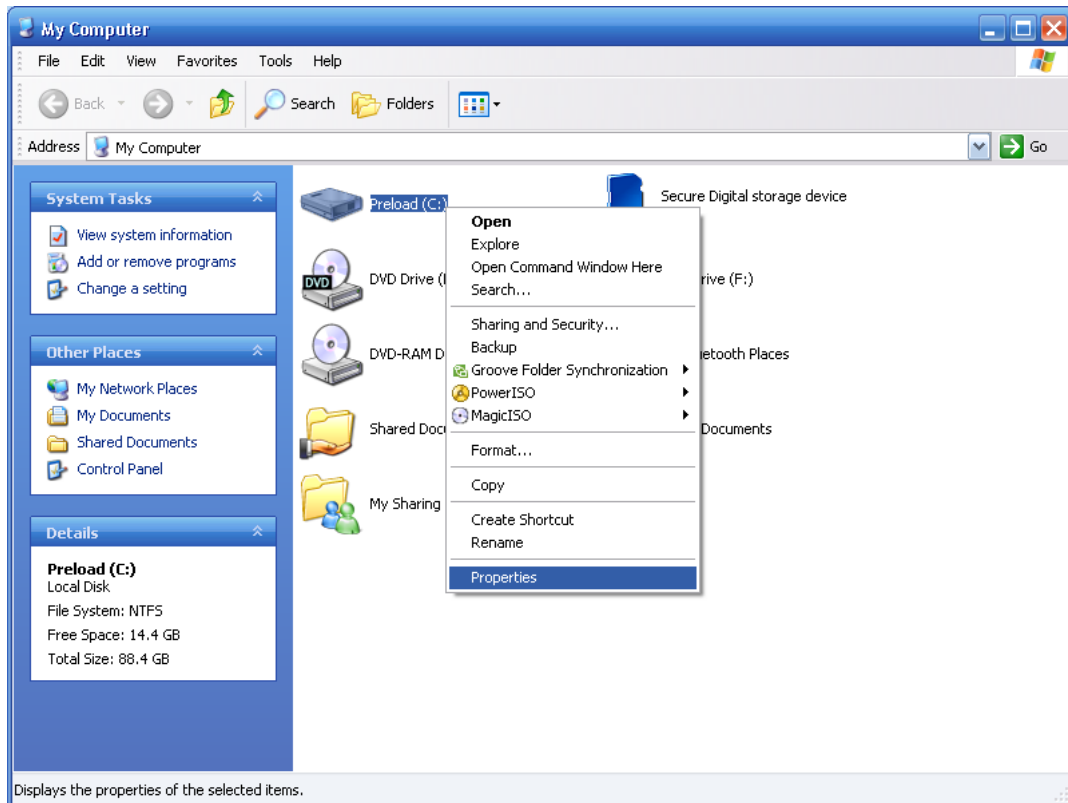 My Computer
File Edit View Favorites Tools Help
Back Search Folders
Address My Computer Go
System Tasks
View system information
Add or remove programs
Change a setting
Other Places
My Network Places
My Documents
Shared Documents
Control Panel
Details
Preload (C:)
Local Disk
File System: NTFS
Free Space: 14.4 GB
Total Size: 88.4 GB
Preload (C:) Secure Digital storage device
DVD Drive ( rive (F:)
DVD
DVD-RAM D etooth Places
Shared Doc Documents
My Sharing
Open
Explore
Open Command Window Here
Search...
Sharing and Security...
Backup
Groove Folder Synchronization
PowerISO
MagicISO
Format...
Copy
Create Shortcut
Rename
Properties
Displays the properties of the selected items.